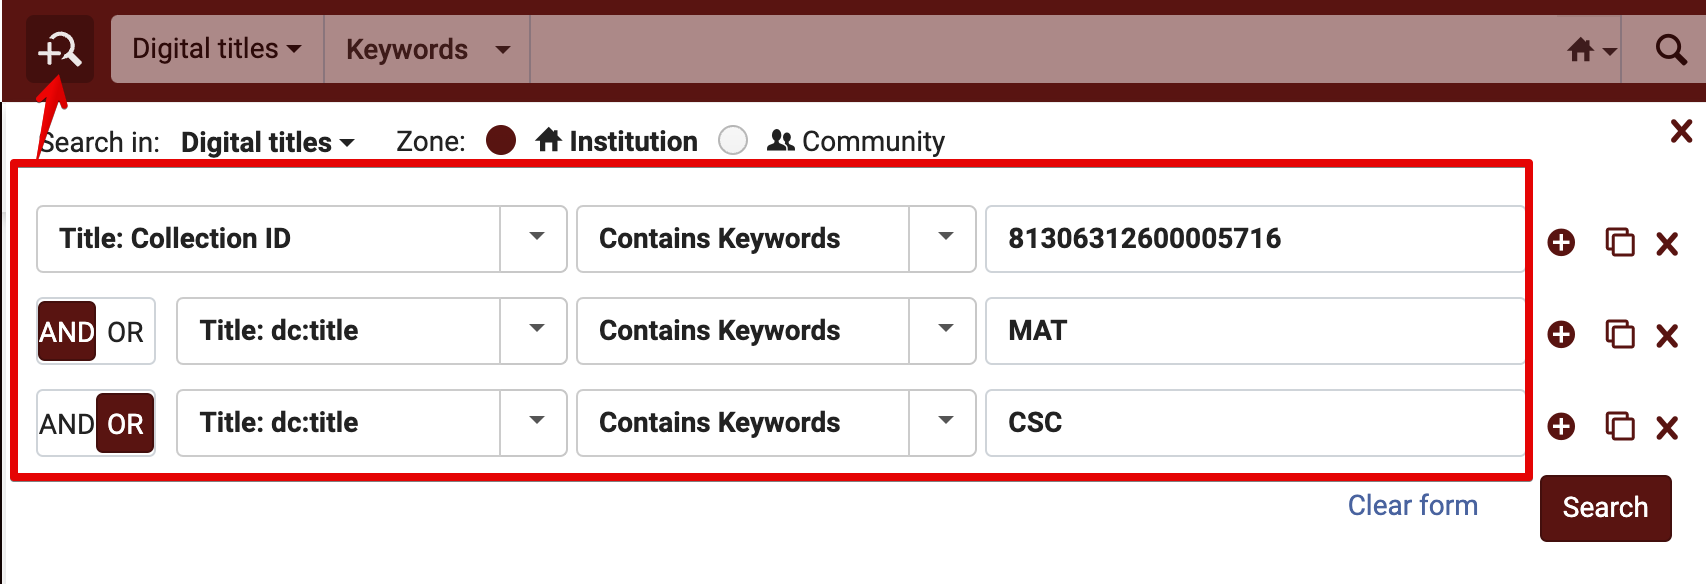 Digital titles Keywords
Search in: Digital titles Zone: Institution Community
Title: Collection ID Contains Keywords 81306312600005716
AND OR Title: dc:title Contains Keywords MAT
AND OR Title: dc:title Contains Keywords CSC
Clear form Search